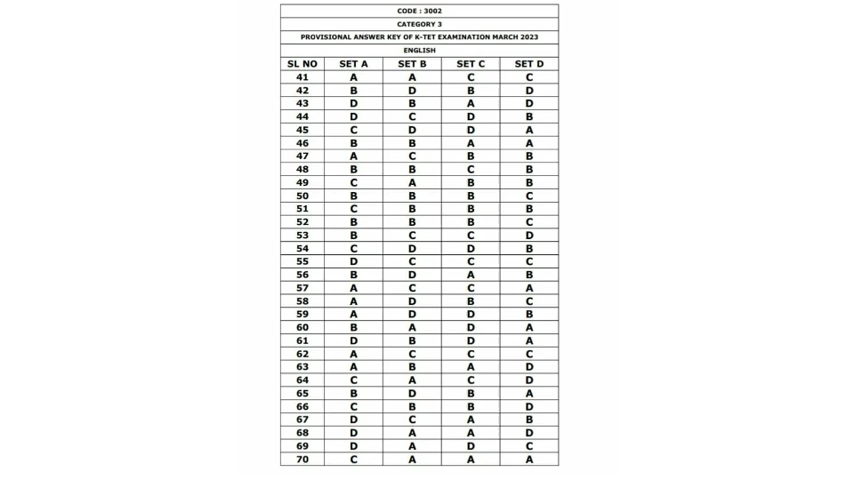 CODE : 3002
CATEGORY 3
PROVISIONAL ANSWER KEY OF K-TET EXAMINATION MARCH 2023
ENGLISH
SL NO SET A SET B SET C SET D
41 A A C C
42 B D B D
43 D B A D
44 D C D B
45 C D D A
46 B B A A
47 A C B B
48 B B C B
49 C A B B
50 B B B C
51 C B B B
52 B B B C
53 B C C D
54 C D D B
55 D C C C
56 B D A B
57 A C C A
58 A D B C
59 A D D B
60 B A D A
61 D B D A
62 A C C C
63 A B A D
64 C A C D
65 B D B A
66 C B B D
67 D C A B
68 D A A D
69 D A D C
70 C A A A